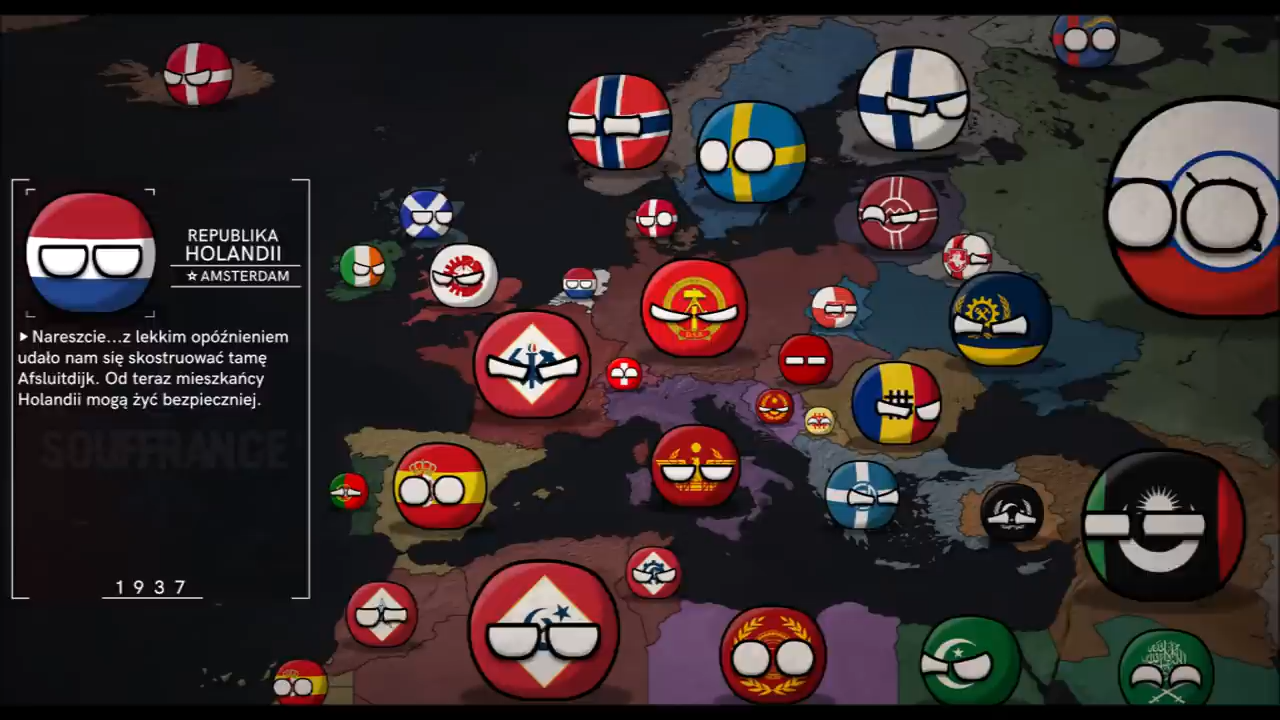 REPUBLIKA
HOLANDII
☆ AMSTERDAM
▶ Nareszcie...z lekkim opóźnieniem
udało nam się skostruować tamę
Afsluitdijk. Od teraz mieszkańcy
Holandii mogą żyć bezpieczniej.
SOUFFRANCE
1937